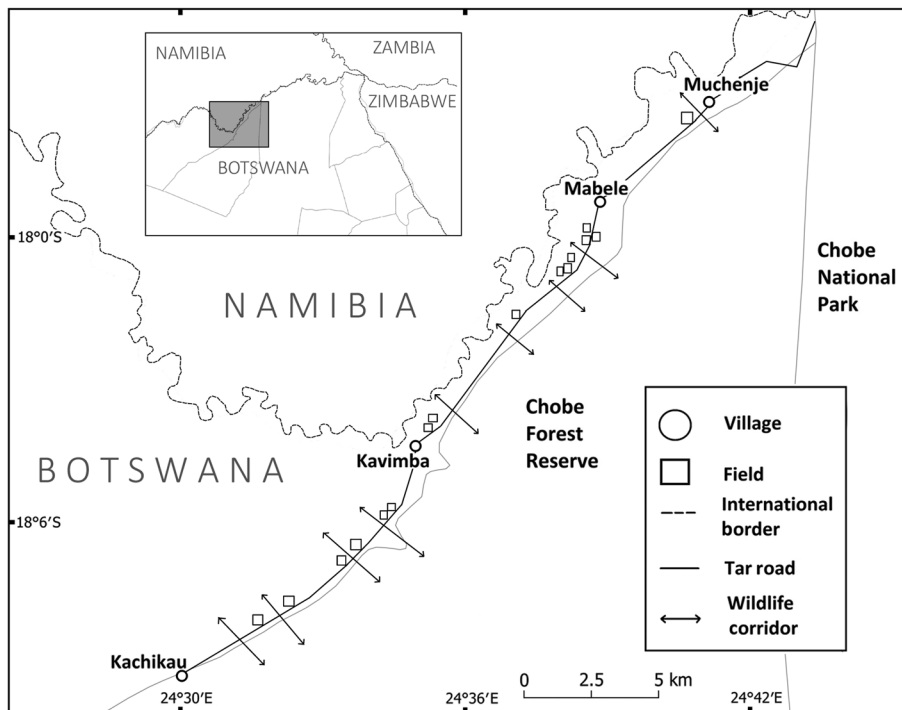 NAMIBIA
ZAMBIA
ZIMBABWE
BOTSWANA
Muchenje
Mabele
18°0′S
Chobe
National
Park
NAMIBIA
Chobe
Forest
Reserve
Kavimba
BOTSWANA
18°6′S
Kachikau
Village
Field
International
border
Tar road
Wildlife
corridor
0 2.5 5 km
24°30′E 24°36′E 24°42′E